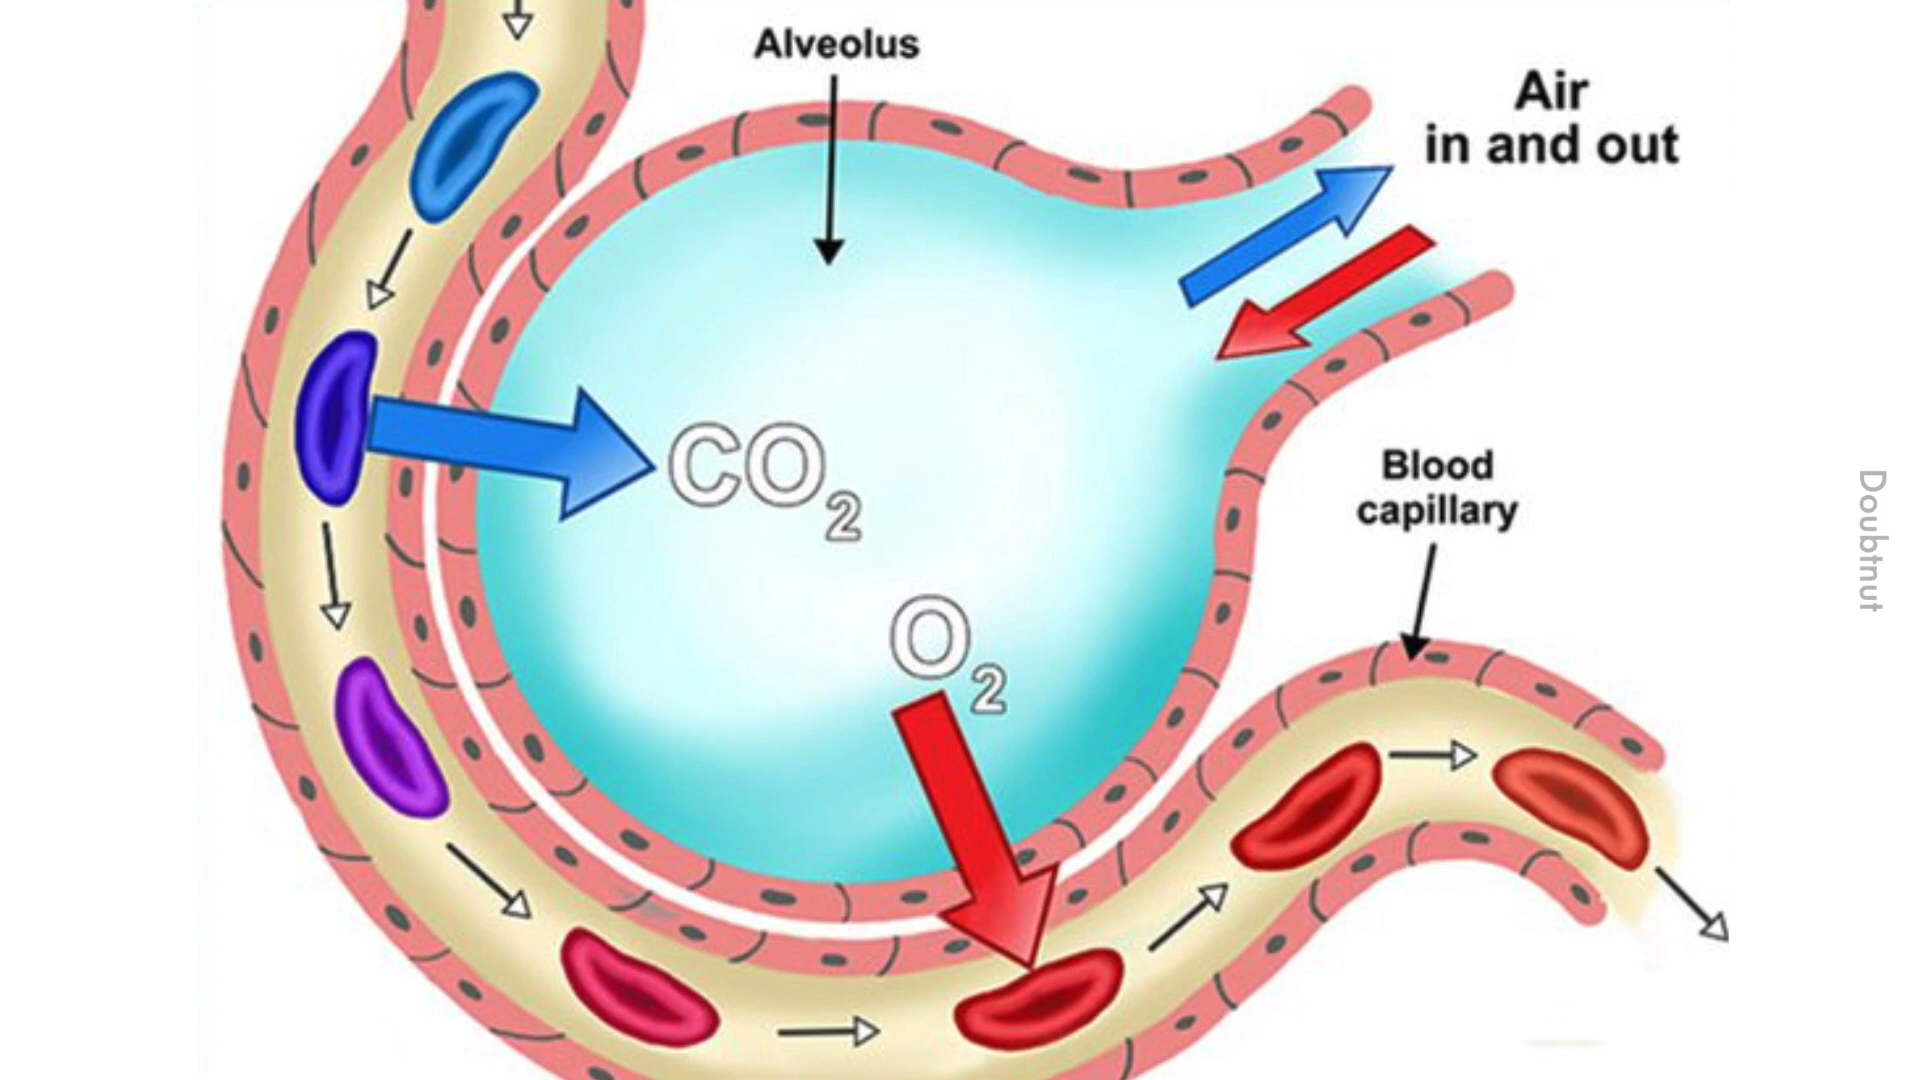 Alveolus
Air
in and out
CO₂
O₂
Blood
capillary
Doubtnut